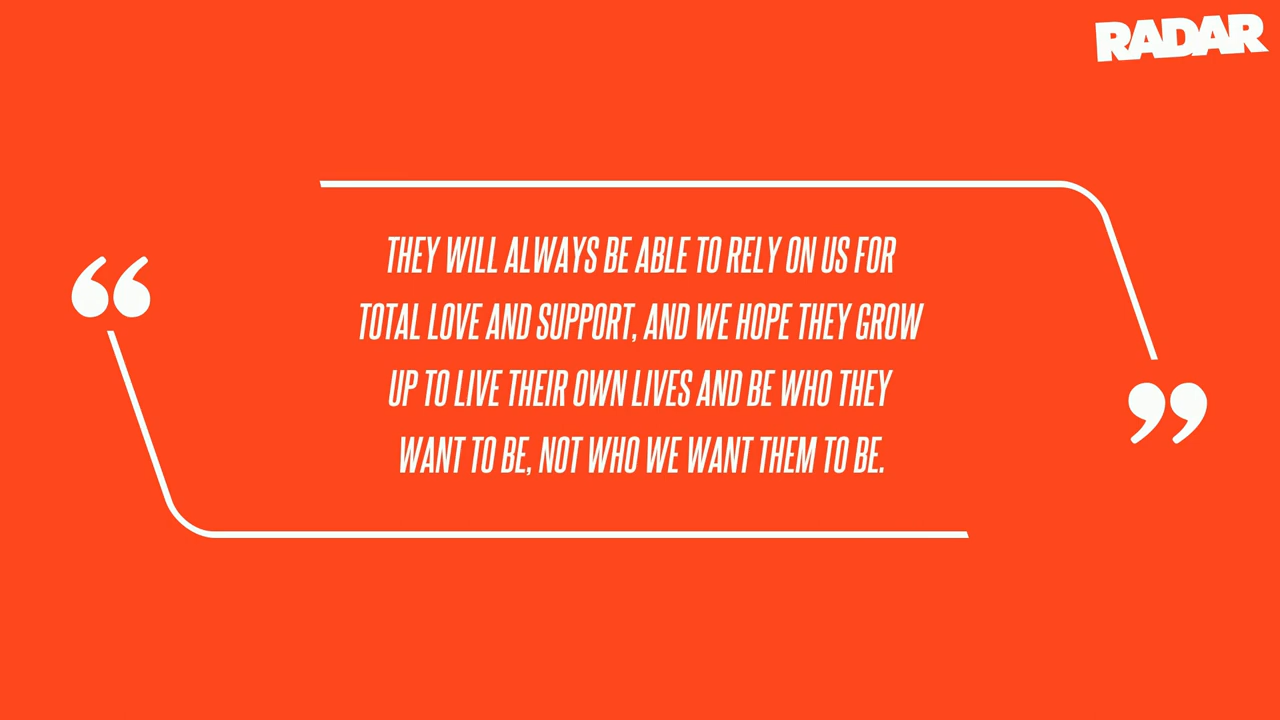 RADAR
“
THEY WILL ALWAYS BE ABLE TO RELY ON US FOR
TOTAL LOVE AND SUPPORT, AND WE HOPE THEY GROW
UP TO LIVE THEIR OWN LIVES AND BE WHO THEY
WANT TO BE, NOT WHO WE WANT THEM TO BE.
”